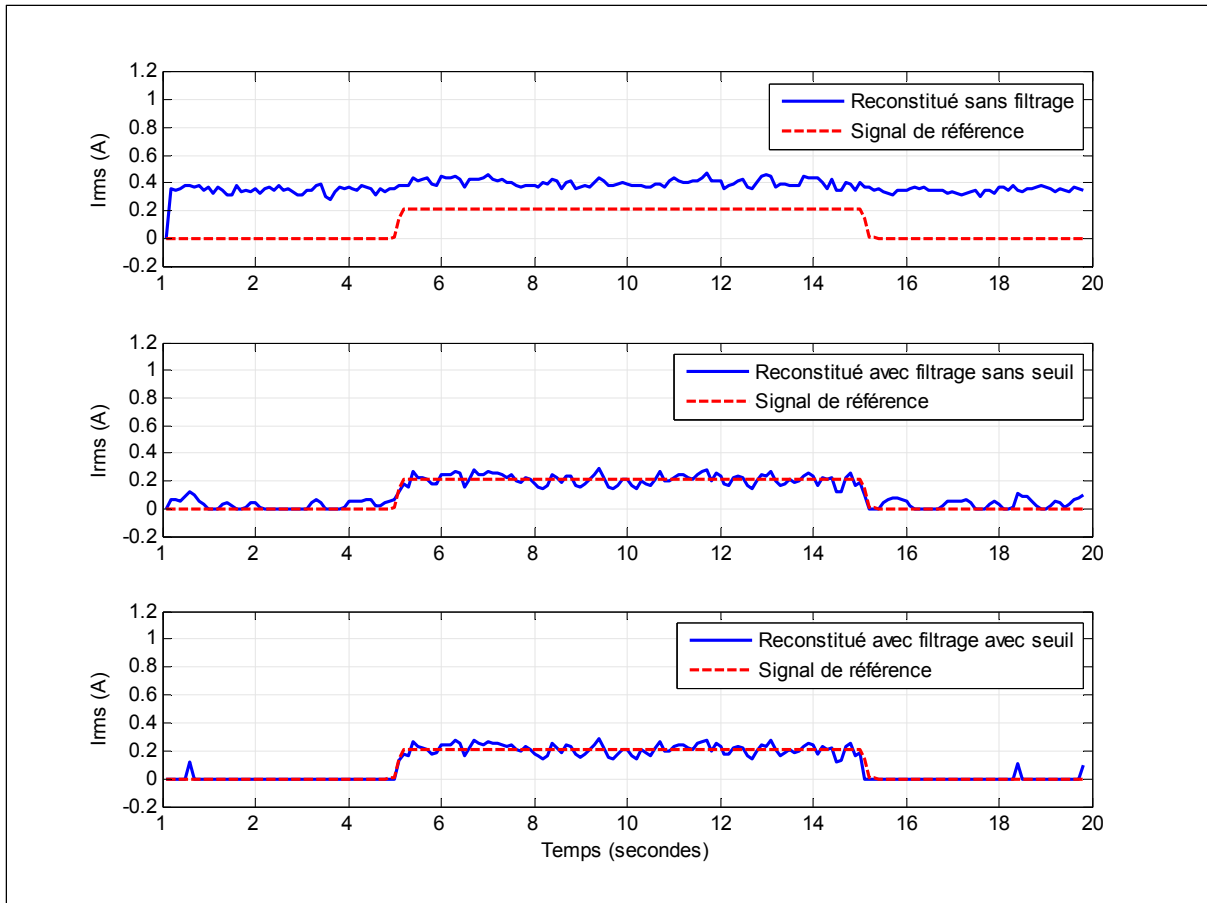 1.2
1
0.8
0.6
0.4
0.2
0
-0.2
Irms (A)
Reconstitué sans filtrage
Signal de référence
1 2 4 6 8 10 12 14 16 18 20
1.2
1
0.8
0.6
0.4
0.2
0
-0.2
Irms (A)
Reconstitué avec filtrage sans seuil
Signal de référence
1 2 4 6 8 10 12 14 16 18 20
1.2
1
0.8
0.6
0.4
0.2
0
-0.2
Irms (A)
Reconstitué avec filtrage avec seuil
Signal de référence
1 2 4 6 8 10 12 14 16 18 20
Temps (secondes)